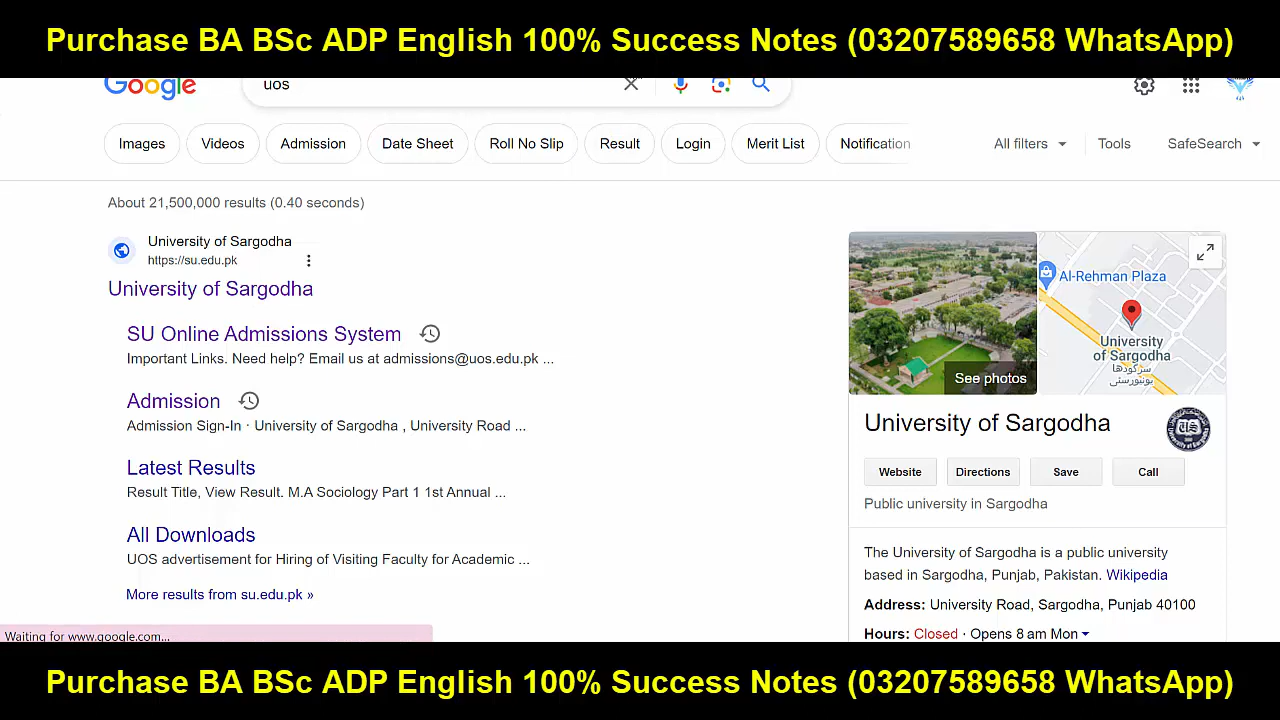 Purchase BA BSc ADP English 100% Success Notes (03207589658 WhatsApp)
Google
uos
Images
Videos
Admission
Date Sheet
Roll No Slip
Result
Login
Merit List
Notification
All filters
Tools
SafeSearch
About 21,500,000 results (0.40 seconds)
University of Sargodha
https://su.edu.pk
University of Sargodha
SU Online Admissions System
Important Links. Need help? Email us at admissions@uos.edu.pk ...
Admission
Admission Sign-In · University of Sargodha , University Road ...
Latest Results
Result Title, View Result. M.A Sociology Part 1 1st Annual ...
All Downloads
UOS advertisement for Hiring of Visiting Faculty for Academic ...
More results from su.edu.pk »
Waiting for www.google.com...
See photos
Al-Rehman Plaza
University
of Sargodha
سرگودھا
یونیورسٹی
University of Sargodha
US
Website
Directions
Save
Call
Public university in Sargodha
The University of Sargodha is a public university
based in Sargodha, Punjab, Pakistan. Wikipedia
Address: University Road, Sargodha, Punjab 40100
Hours: Closed · Opens 8 am Mon
Purchase BA BSc ADP English 100% Success Notes (03207589658 WhatsApp)